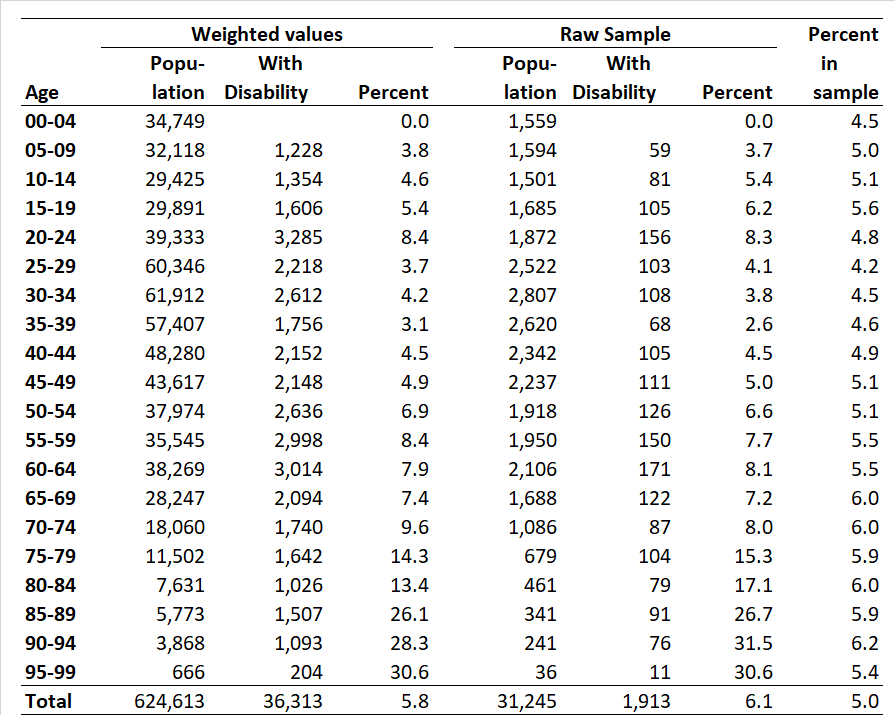 Weighted values Raw Sample Percent
Popu- With Popu- With in
Age lation Disability Percent lation Disability Percent sample
00-04 34,749 0.0 1,559 0.0 4.5
05-09 32,118 1,228 3.8 1,594 59 3.7 5.0
10-14 29,425 1,354 4.6 1,501 81 5.4 5.1
15-19 29,891 1,606 5.4 1,685 105 6.2 5.6
20-24 39,333 3,285 8.4 1,872 156 8.3 4.8
25-29 60,346 2,218 3.7 2,522 103 4.1 4.2
30-34 61,912 2,612 4.2 2,807 108 3.8 4.5
35-39 57,407 1,756 3.1 2,620 68 2.6 4.6
40-44 48,280 2,152 4.5 2,342 105 4.5 4.9
45-49 43,617 2,148 4.9 2,237 111 5.0 5.1
50-54 37,974 2,636 6.9 1,918 126 6.6 5.1
55-59 35,545 2,998 8.4 1,950 150 7.7 5.5
60-64 38,269 3,014 7.9 2,106 171 8.1 5.5
65-69 28,247 2,094 7.4 1,688 122 7.2 6.0
70-74 18,060 1,740 9.6 1,086 87 8.0 6.0
75-79 11,502 1,642 14.3 679 104 15.3 5.9
80-84 7,631 1,026 13.4 461 79 17.1 6.0
85-89 5,773 1,507 26.1 341 91 26.7 5.9
90-94 3,868 1,093 28.3 241 76 31.5 6.2
95-99 666 204 30.6 36 11 30.6 5.4
Total 624,613 36,313 5.8 31,245 1,913 6.1 5.0